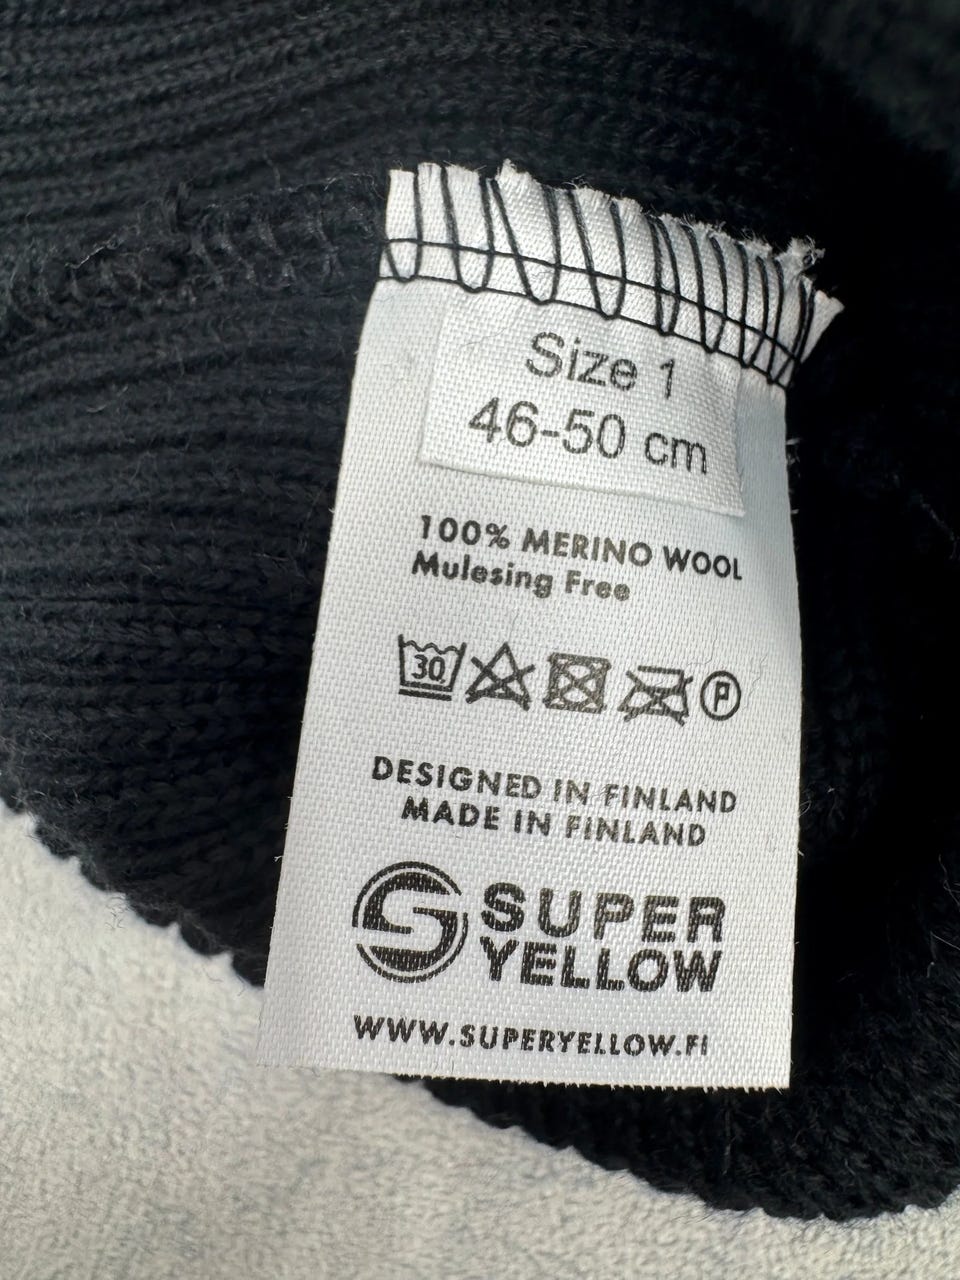 Size 1
46-50 cm
100% MERINO WOOL
Mulesing Free
30 P
DESIGNED IN FINLAND
MADE IN FINLAND
SUPER
YELLOW
WWW.SUPERYELLOW.FI